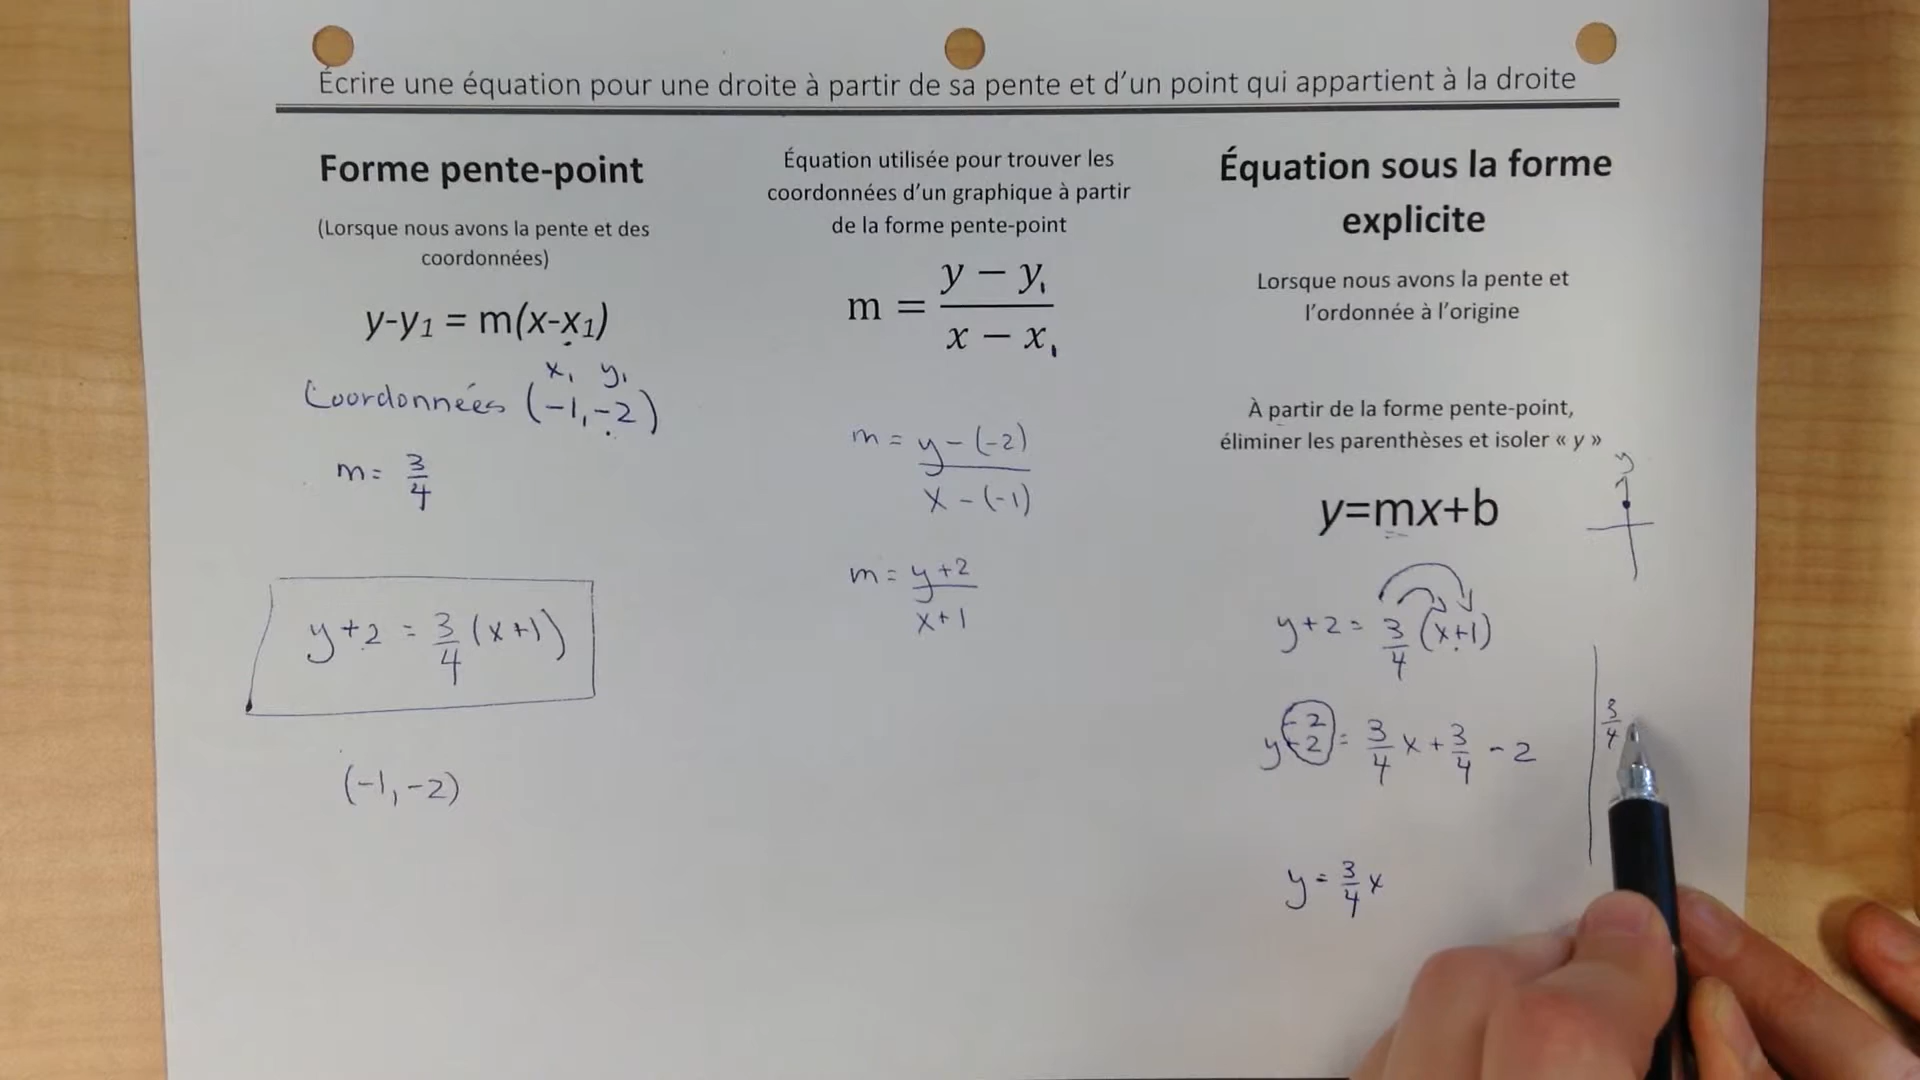 Écrire une équation pour une droite à partir de sa pente et d’un point qui appartient à la droite
Forme pente-point
(Lorsque nous avons la pente et des
coordonnées)
y-y₁ = m(x-x₁)
x₁ y₁
Coordonnées (-1, -2)
m = 3/4
y+2 = 3/4 (x+1)
(-1, -2)
Équation utilisée pour trouver les
coordonnées d’un graphique à partir
de la forme pente-point
m = (y − y₁)/(x − x₁)
m = (y-(-2))/(x-(-1))
m = (y+2)/(x+1)
Équation sous la forme
explicite
Lorsque nous avons la pente et
l’ordonnée à l’origine
À partir de la forme pente-point,
éliminer les parenthèses et isoler « y »
y
y=mx+b
y+2 = 3/4 (x+1)
-2
y+2 = 3/4 x + 3/4 - 2
3/4
y = 3/4 x